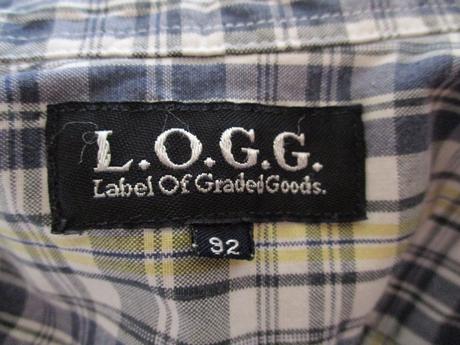 L.O.G.G.
Label Of Graded Goods.
92